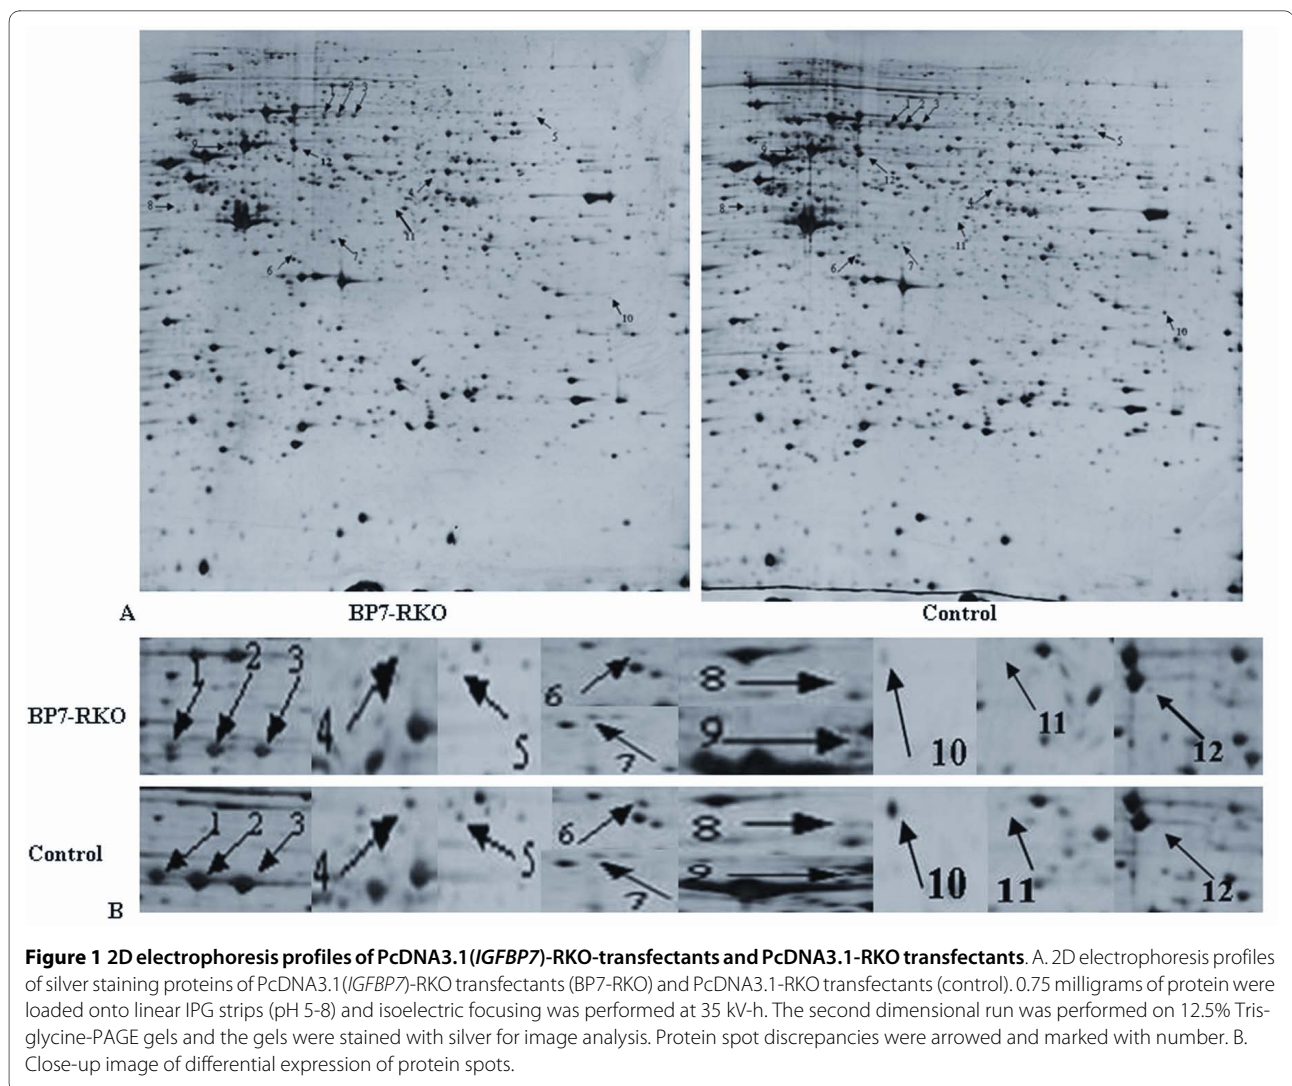 1 2 3
5
9
12
4
8
11
7
6
10
1 2 3
5
9
12
4
8
11
7
6
10
A
BP7-RKO
Control
BP7-RKO
1 2 3 4 5 6 7 8 9 10 11 12
Control
1 2 3 4 5 6 7 8 9 10 11 12
B
Figure 1 2D electrophoresis profiles of PcDNA3.1(IGFBP7)-RKO-transfectants and PcDNA3.1-RKO transfectants. A. 2D electrophoresis profiles
of silver staining proteins of PcDNA3.1(IGFBP7)-RKO transfectants (BP7-RKO) and PcDNA3.1-RKO transfectants (control). 0.75 milligrams of protein were
loaded onto linear IPG strips (pH 5-8) and isoelectric focusing was performed at 35 kV-h. The second dimensional run was performed on 12.5% Tris-
glycine-PAGE gels and the gels were stained with silver for image analysis. Protein spot discrepancies were arrowed and marked with number. B.
Close-up image of differential expression of protein spots.